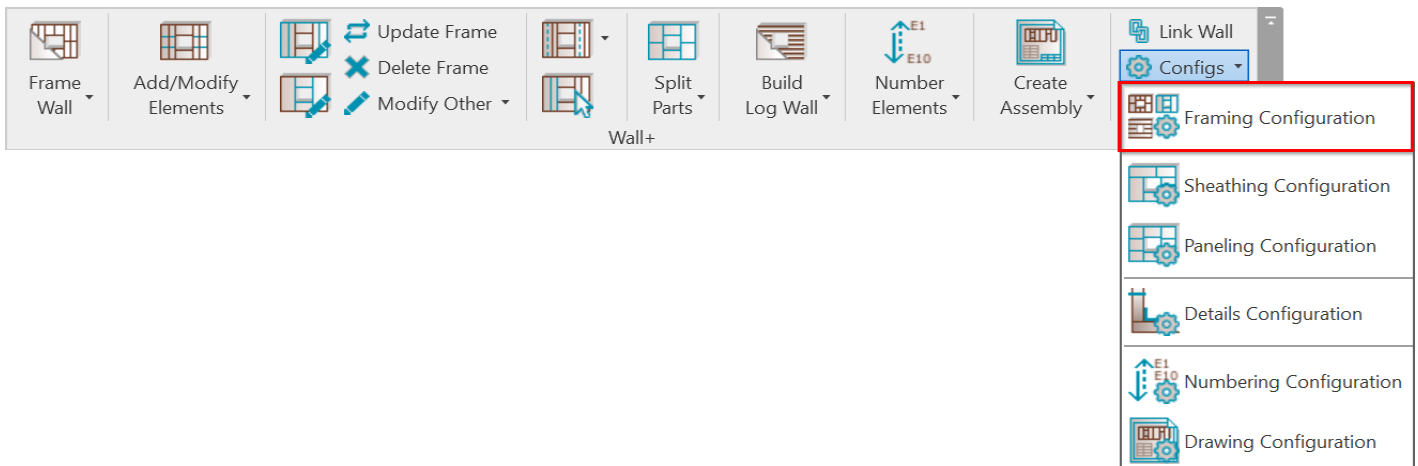 Frame
Wall
Add/Modify
Elements
Update Frame
Delete Frame
Modify Other
Split
Parts
Build
Log Wall
E1
E10
Number
Elements
Create
Assembly
Link Wall
Configs
Wall+
Framing Configuration
Sheathing Configuration
Paneling Configuration
Details Configuration
E1
E10
Numbering Configuration
Drawing Configuration